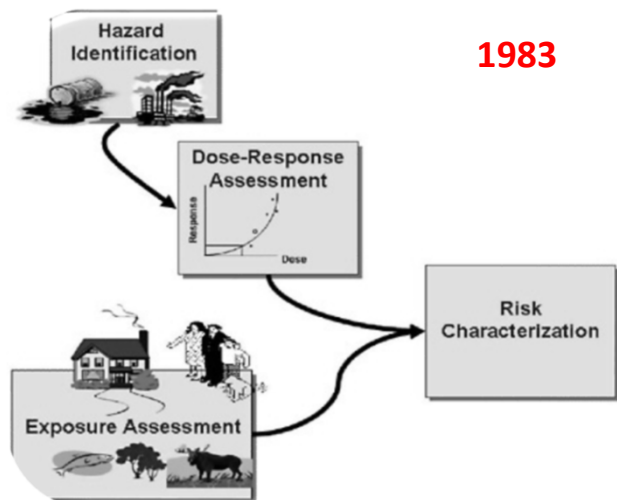 Hazard
Identification
1983
Dose-Response
Assessment
Response
Dose
Risk
Characterization
Exposure Assessment